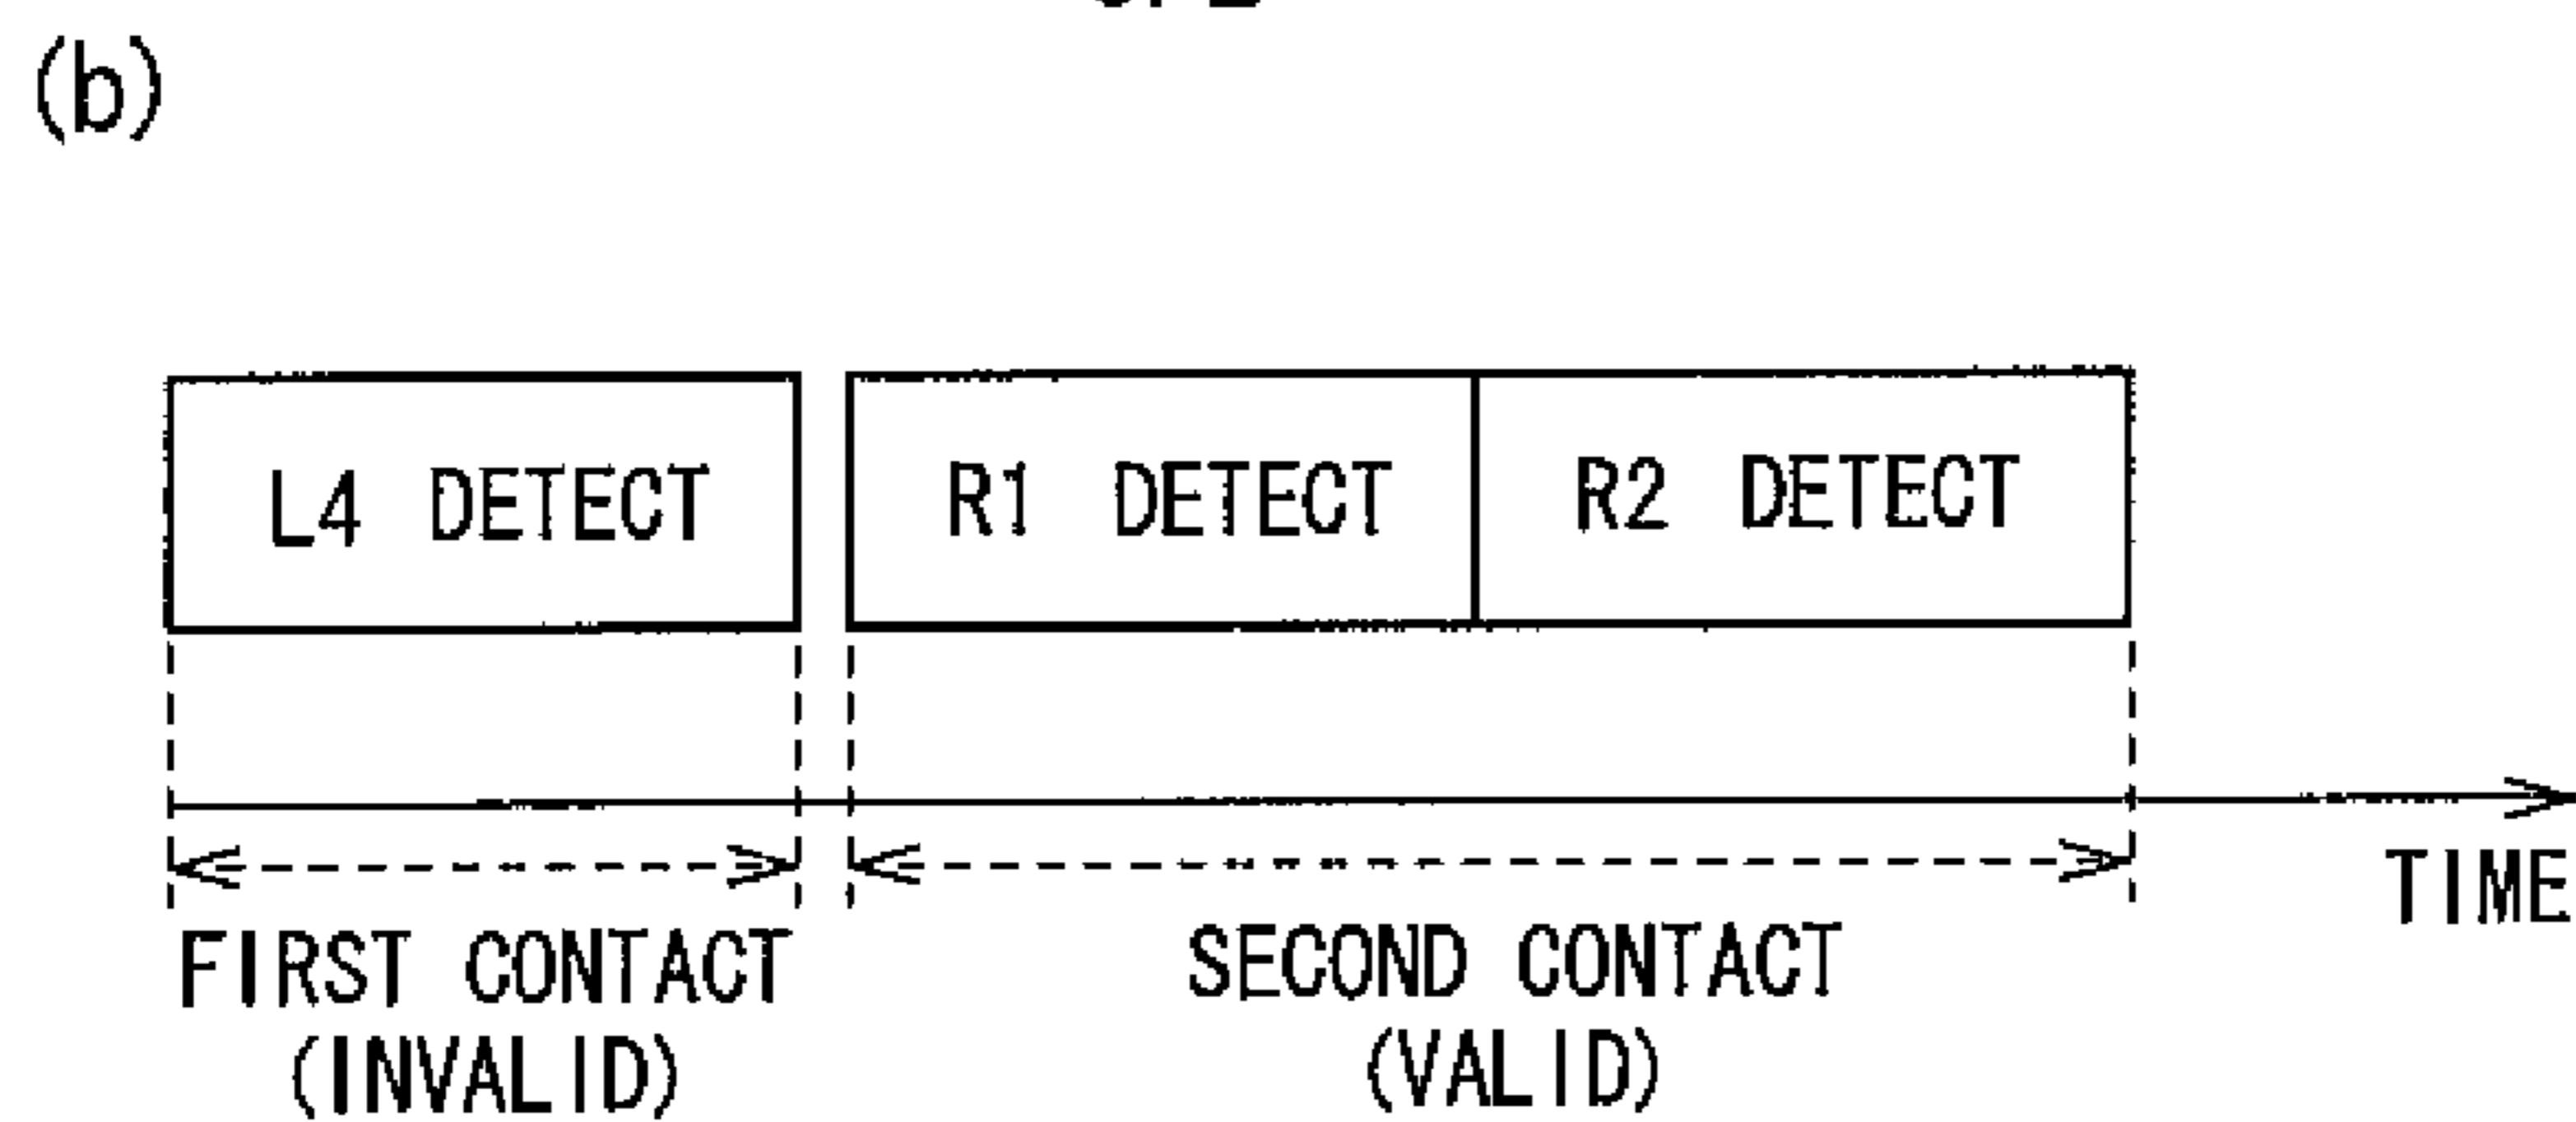 (b)
L4 DETECT
R1 DETECT
R2 DETECT
TIME
FIRST CONTACT
(INVALID)
SECOND CONTACT
(VALID)